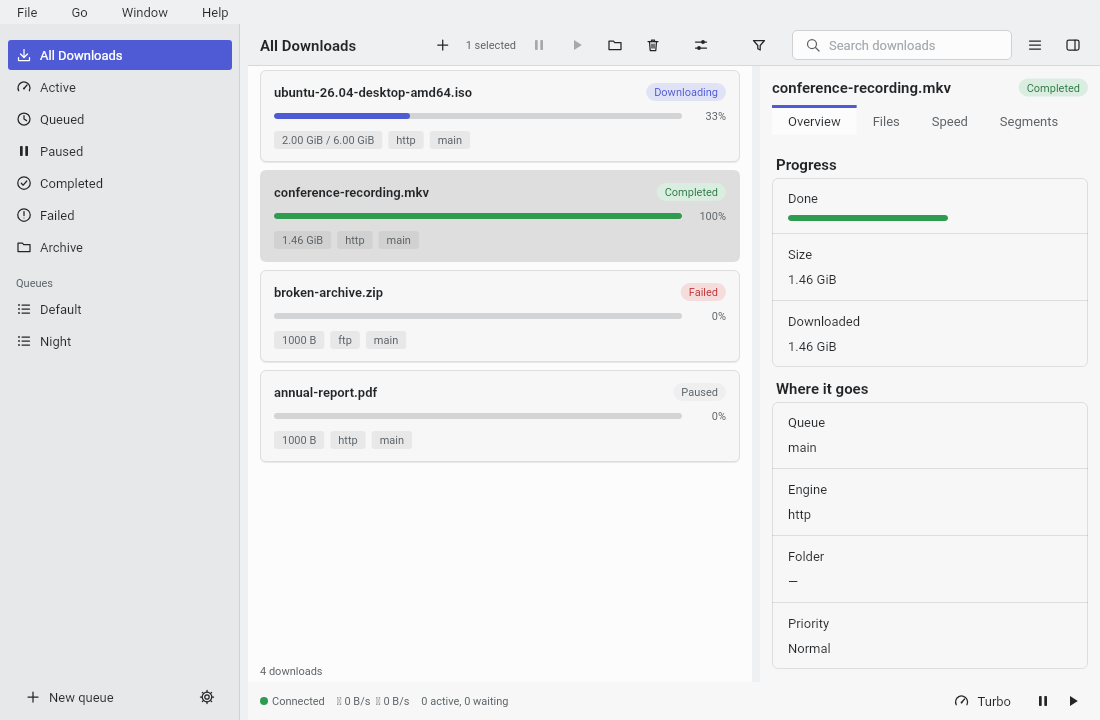 File Go Window Help
All Downloads
Active
Queued
Paused
Completed
Failed
Archive
Queues
Default
Night
New queue
All Downloads
1 selected
Search downloads
ubuntu-26.04-desktop-amd64.iso Downloading
33%
2.00 GiB / 6.00 GiB http main
conference-recording.mkv Completed
100%
1.46 GiB http main
broken-archive.zip Failed
0%
1000 B ftp main
annual-report.pdf Paused
0%
1000 B http main
4 downloads
conference-recording.mkv Completed
Overview Files Speed Segments
Progress
Done
Size
1.46 GiB
Downloaded
1.46 GiB
Where it goes
Queue
main
Engine
http
Folder
—
Priority
Normal
Connected 0 B/s 0 B/s 0 active, 0 waiting
Turbo